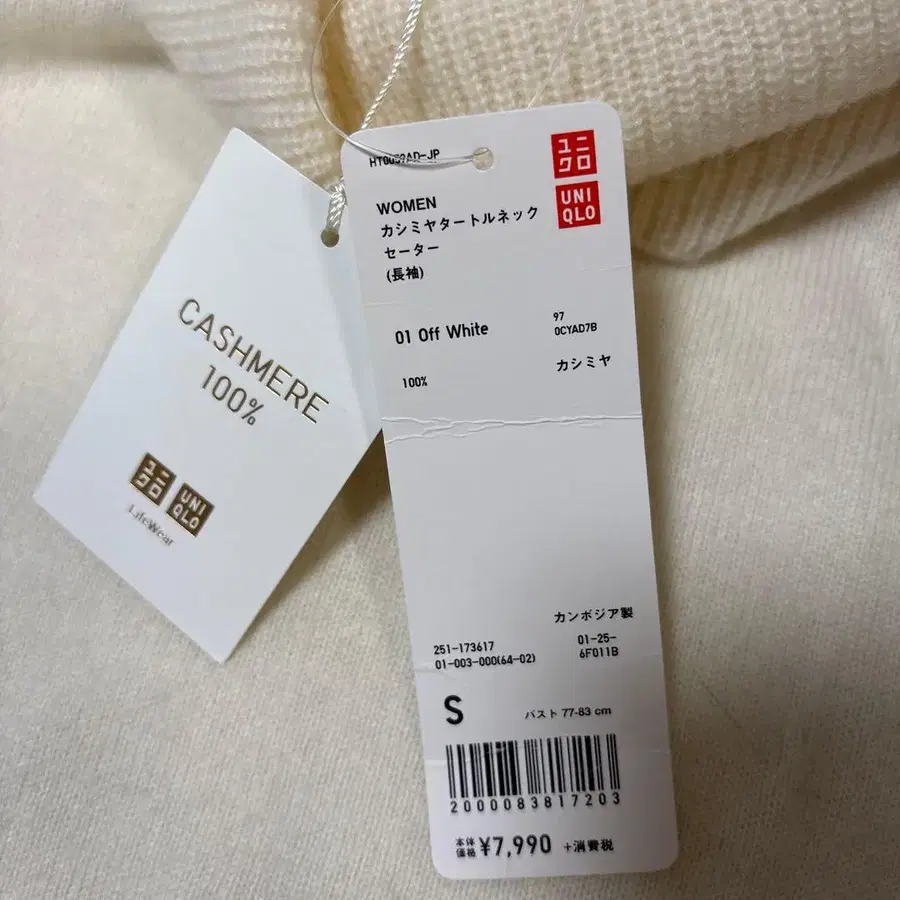 CASHMERE
100%
ユニ
クロ
UNI
QLO
LifeWear
HT0059AD-JP
ユニ
クロ
UNI
QLO
WOMEN
カシミヤタートルネック
セーター
(長袖)
01 Off White
97
0CYAD7B
カシミヤ
100%
カンボジア製
251-173617
01-25-
01-003-000(64-02)
6F011B
S
バスト 77-83 cm
2000083817203
本体
価格
¥7,990 +消費税